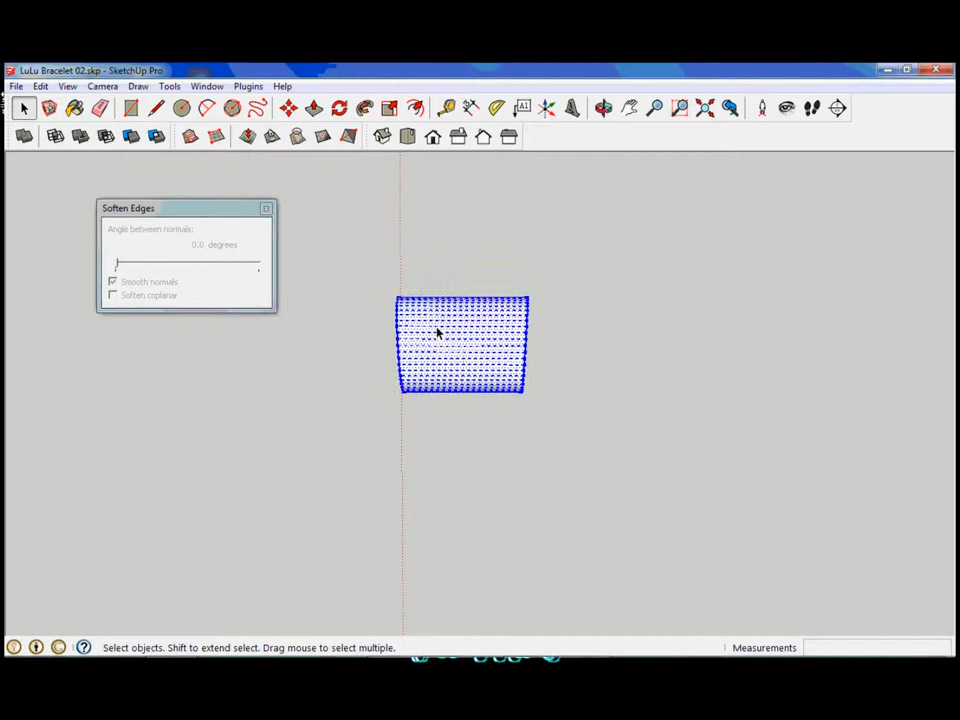 LuLu Bracelet 02.skp - SketchUp Pro
File Edit View Camera Draw Tools Window Plugins Help
A1
Soften Edges
Angle between normals:
0.0 degrees
Smooth normals
Soften coplanar
Select objects. Shift to extend select. Drag mouse to select multiple.
Measurements